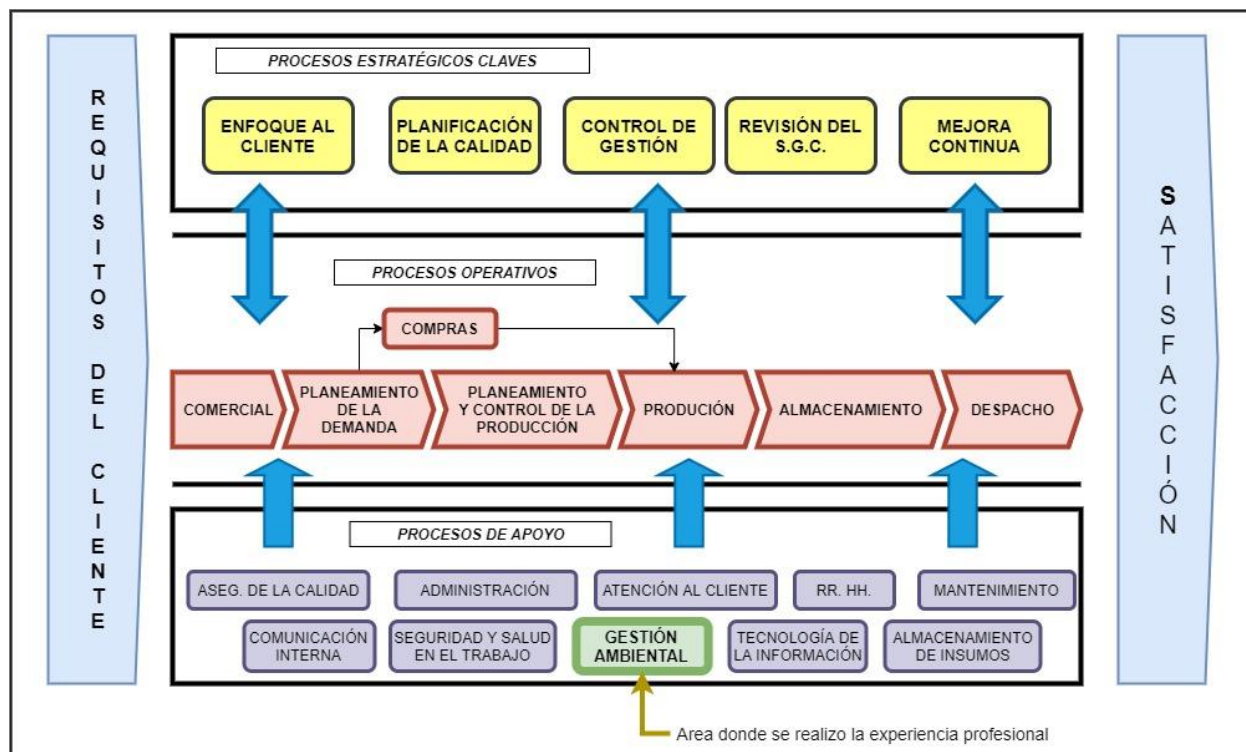 REQUISITOS DEL CLIENTE
PROCESOS ESTRATÉGICOS CLAVES
ENFOQUE AL
CLIENTE
PLANIFICACIÓN
DE LA CALIDAD
CONTROL DE
GESTIÓN
REVISIÓN DEL
S.G.C.
MEJORA
CONTINUA
PROCESOS OPERATIVOS
COMPRAS
COMERCIAL
PLANEAMIENTO
DE LA
DEMANDA
PLANEAMIENTO
Y CONTROL DE LA
PRODUCCIÓN
PRODUCIÓN
ALMACENAMIENTO
DESPACHO
PROCESOS DE APOYO
ASEG. DE LA CALIDAD
ADMINISTRACIÓN
ATENCIÓN AL CLIENTE
RR. HH.
MANTENIMIENTO
COMUNICACIÓN
INTERNA
SEGURIDAD Y SALUD
EN EL TRABAJO
GESTIÓN
AMBIENTAL
TECNOLOGÍA DE
LA INFORMACIÓN
ALMACENAMIENTO
DE INSUMOS
Area donde se realizo la experiencia profesional
SATISFACCIÓN